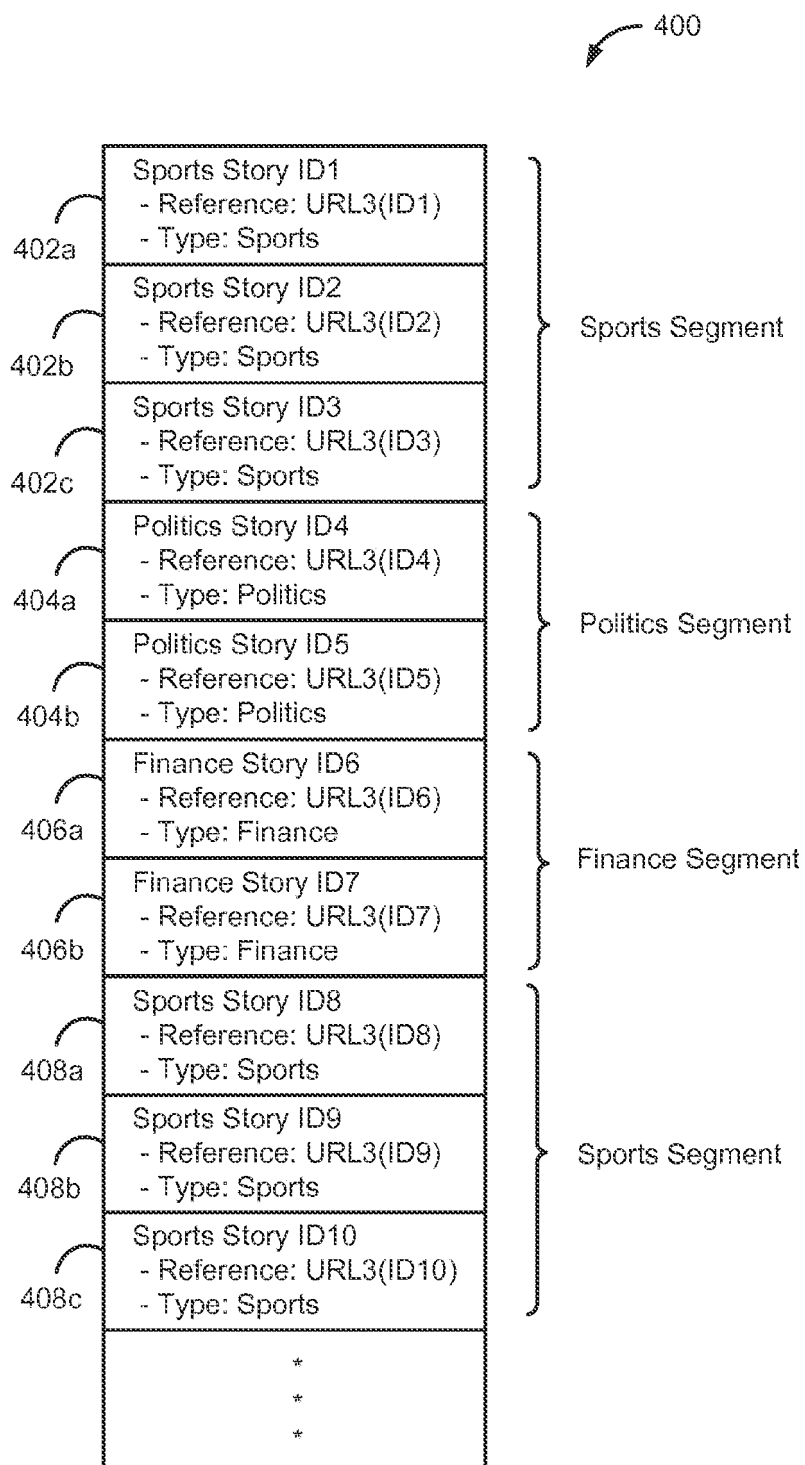 400
Sports Story ID1
- Reference: URL3(ID1)
- Type: Sports
402a
Sports Story ID2
- Reference: URL3(ID2)
- Type: Sports
402b
Sports Segment
Sports Story ID3
- Reference: URL3(ID3)
- Type: Sports
402c
Politics Story ID4
- Reference: URL3(ID4)
- Type: Politics
404a
Politics Segment
Politics Story ID5
- Reference: URL3(ID5)
- Type: Politics
404b
Finance Story ID6
- Reference: URL3(ID6)
- Type: Finance
406a
Finance Segment
Finance Story ID7
- Reference: URL3(ID7)
- Type: Finance
406b
Sports Story ID8
- Reference: URL3(ID8)
- Type: Sports
408a
Sports Story ID9
- Reference: URL3(ID9)
- Type: Sports
408b
Sports Segment
Sports Story ID10
- Reference: URL3(ID10)
- Type: Sports
408c
*
*
*